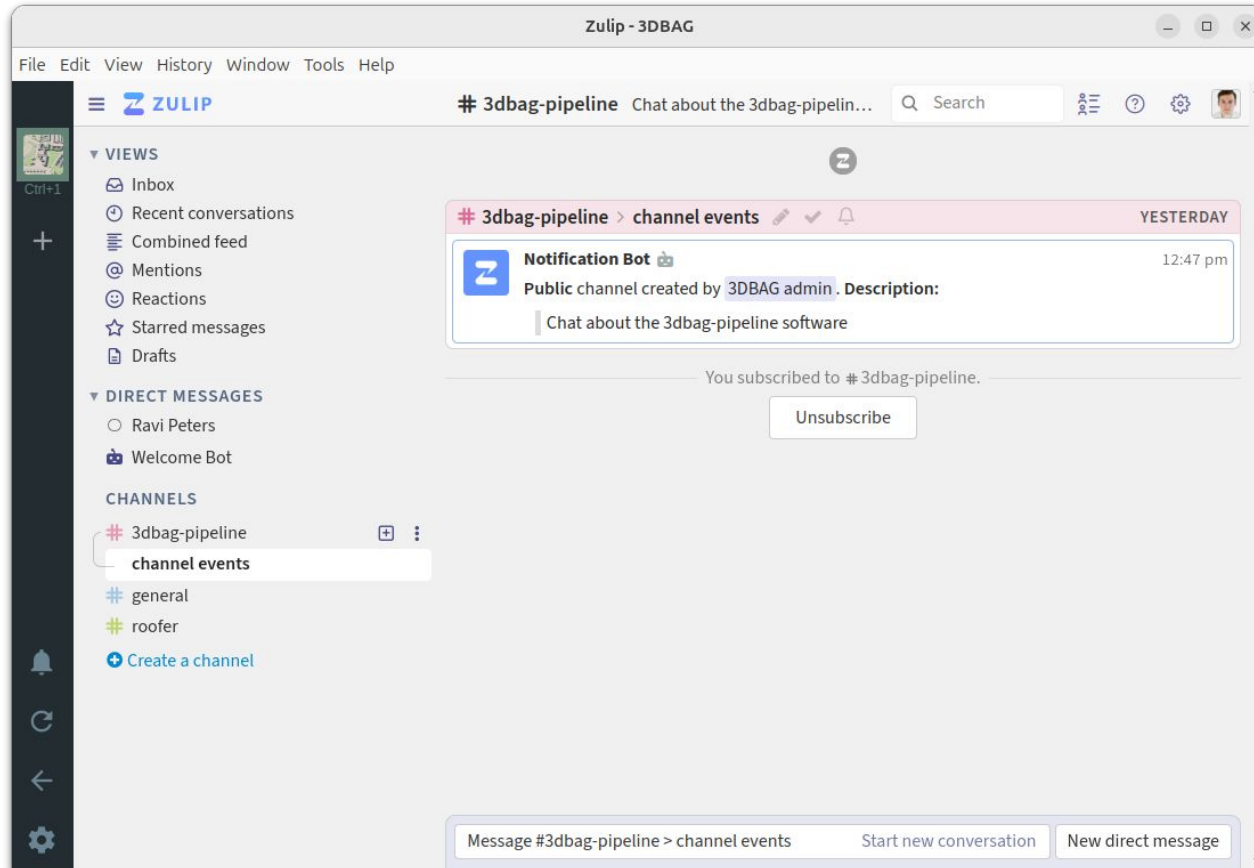 Zulip - 3DBAG
File Edit View History Window Tools Help
ZULIP
# 3dbag-pipeline Chat about the 3dbag-pipelin... Search
Ctrl+1
VIEWS
Inbox
Recent conversations
Combined feed
Mentions
Reactions
Starred messages
Drafts
DIRECT MESSAGES
Ravi Peters
Welcome Bot
CHANNELS
# 3dbag-pipeline
channel events
# general
# roofer
Create a channel
# 3dbag-pipeline > channel events YESTERDAY
Notification Bot 12:47 pm
Public channel created by 3DBAG admin. Description:
Chat about the 3dbag-pipeline software
You subscribed to #3dbag-pipeline.
Unsubscribe
Message #3dbag-pipeline > channel events Start new conversation New direct message